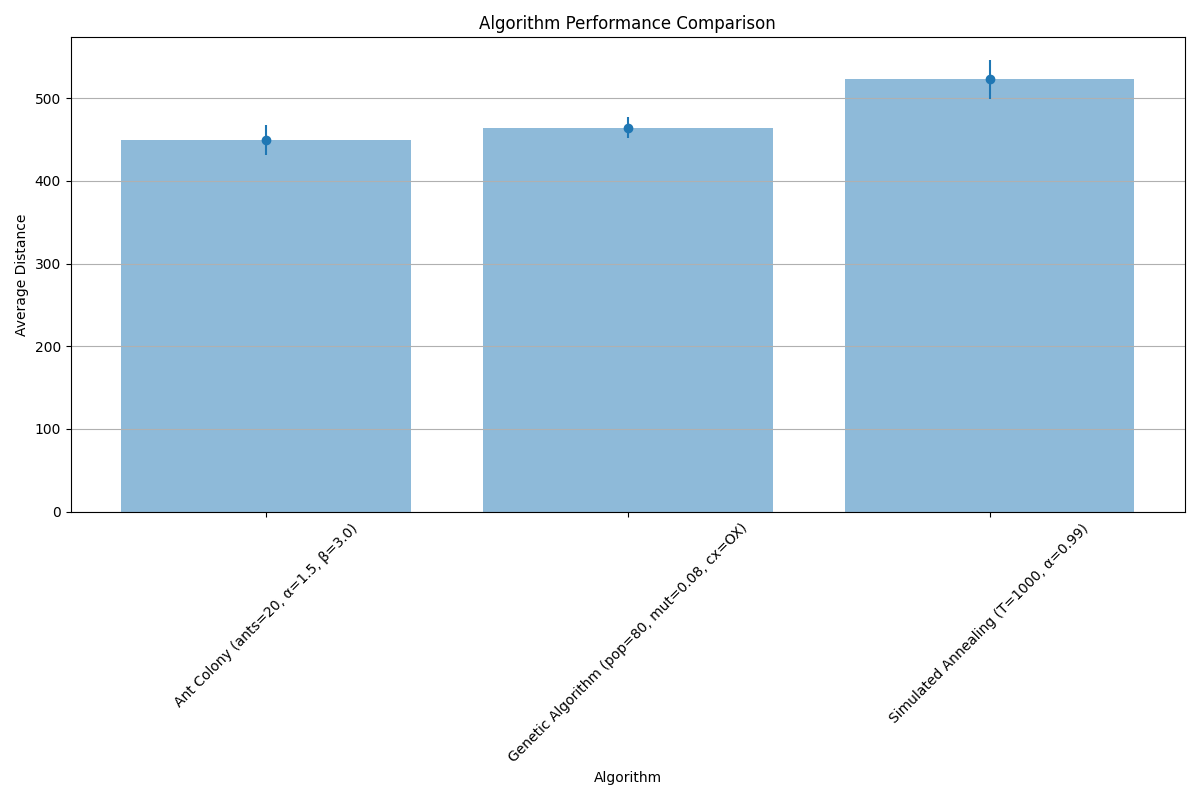 Algorithm Performance Comparison
Average Distance
500
400
300
200
100
0
Ant Colony (ants=20, α=1.5, β=3.0)
Genetic Algorithm (pop=80, mut=0.08, cx=OX)
Simulated Annealing (T=1000, α=0.99)
Algorithm